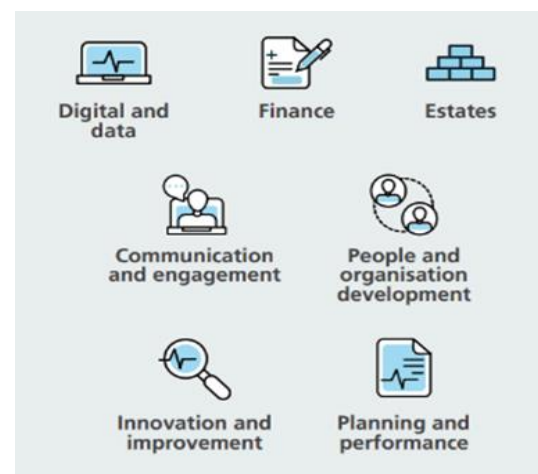 Digital and
data
Finance
Estates
Communication
and engagement
People and
organisation
development
Innovation and
improvement
Planning and
performance